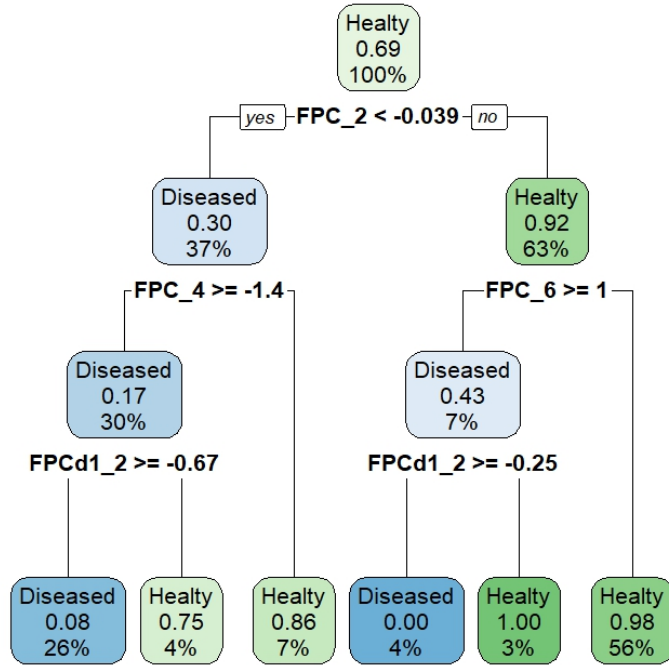 Healty
0.69
100%
yes FPC_2 < -0.039 no
Diseased
0.30
37%
Healty
0.92
63%
FPC_4 >= -1.4
FPC_6 >= 1
Diseased
0.17
30%
Diseased
0.43
7%
FPCd1_2 >= -0.67
FPCd1_2 >= -0.25
Diseased
0.08
26%
Healty
0.75
4%
Healty
0.86
7%
Diseased
0.00
4%
Healty
1.00
3%
Healty
0.98
56%